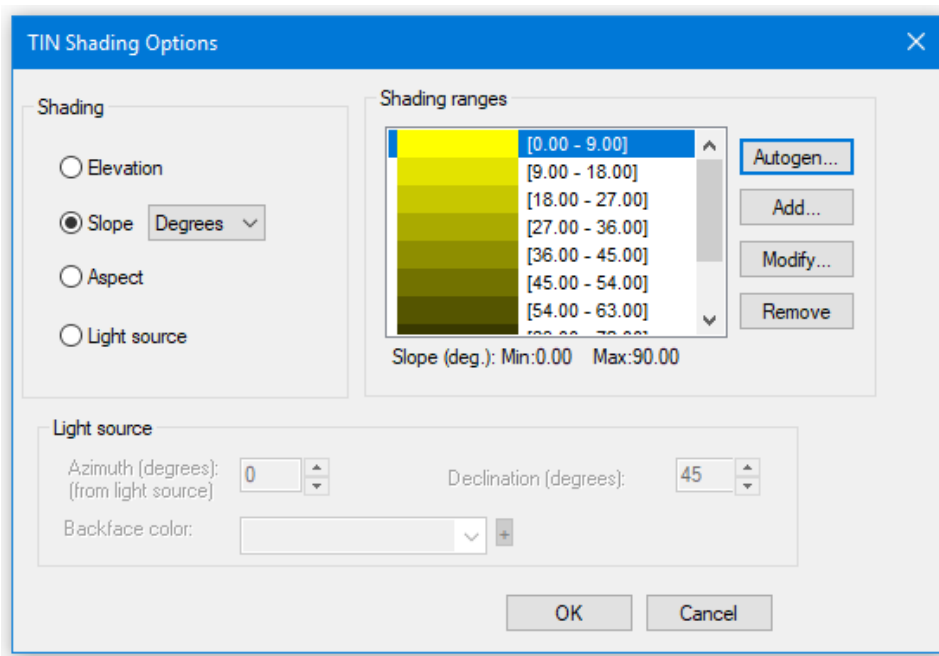 TIN Shading Options
Shading
Elevation
Slope Degrees
Aspect
Light source
Shading ranges
[0.00 - 9.00]
[9.00 - 18.00]
[18.00 - 27.00]
[27.00 - 36.00]
[36.00 - 45.00]
[45.00 - 54.00]
[54.00 - 63.00]
Autogen...
Add...
Modify...
Remove
Slope (deg.): Min:0.00 Max:90.00
Light source
Azimuth (degrees): 0
(from light source)
Declination (degrees): 45
Backface color: +
OK Cancel